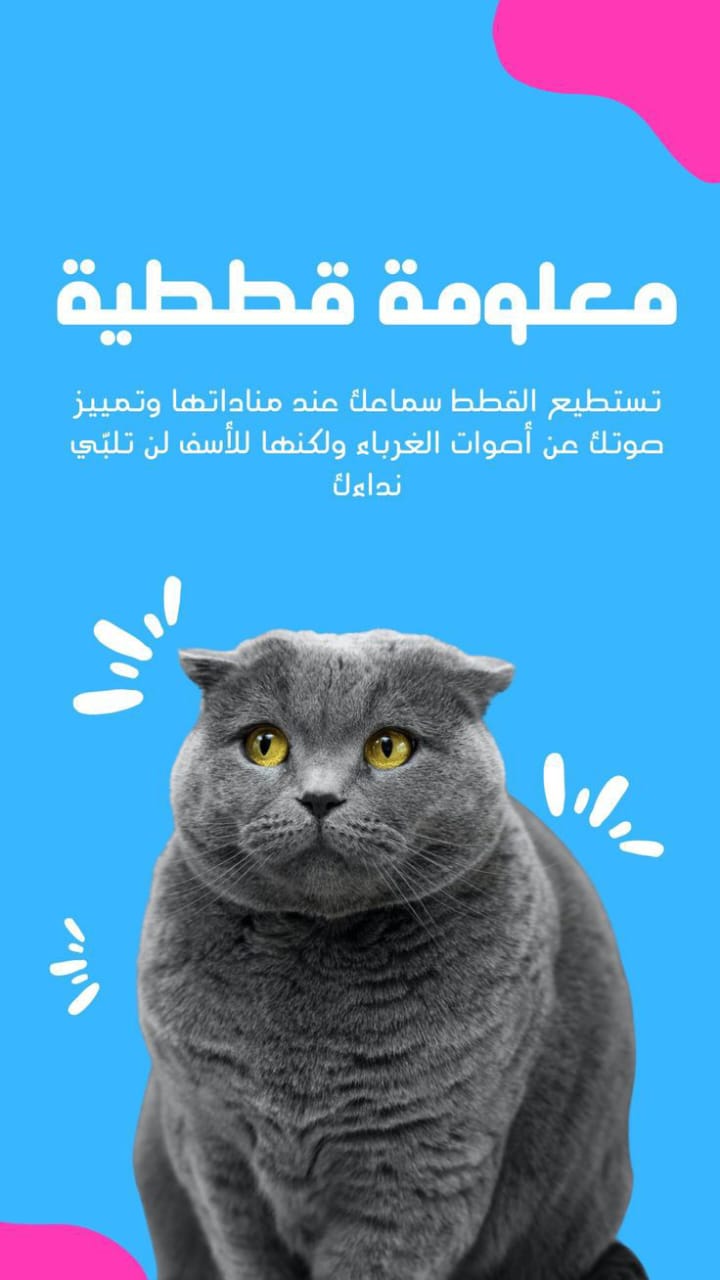 معلومة قططية
تستطيع القطط سماعك عند مناداتها وتمييز
صوتك عن أصوات الغرباء ولكنها للأسف لن تلبّي
نداءك